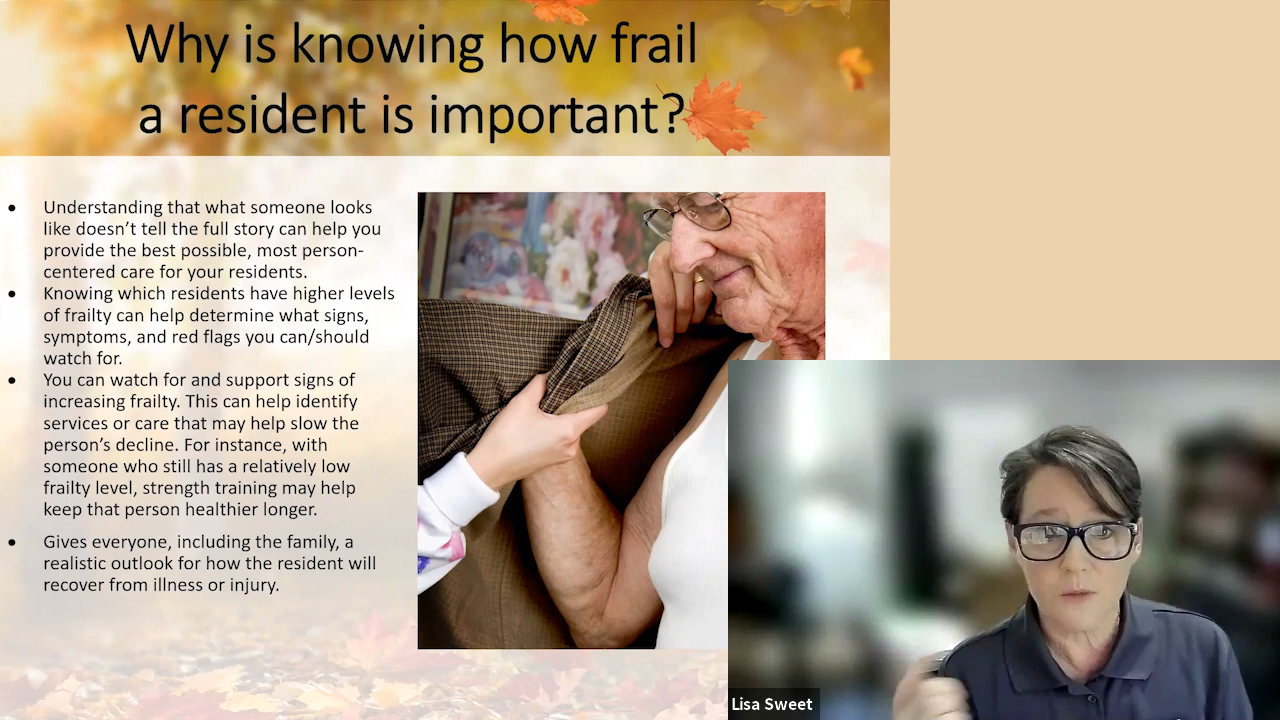 Why is knowing how frail
a resident is important?
• Understanding that what someone looks
like doesn’t tell the full story can help you
provide the best possible, most person-
centered care for your residents.
• Knowing which residents have higher levels
of frailty can help determine what signs,
symptoms, and red flags you can/should
watch for.
• You can watch for and support signs of
increasing frailty. This can help identify
services or care that may help slow the
person’s decline. For instance, with
someone who still has a relatively low
frailty level, strength training may help
keep that person healthier longer.
• Gives everyone, including the family, a
realistic outlook for how the resident will
recover from illness or injury.
Lisa Sweet